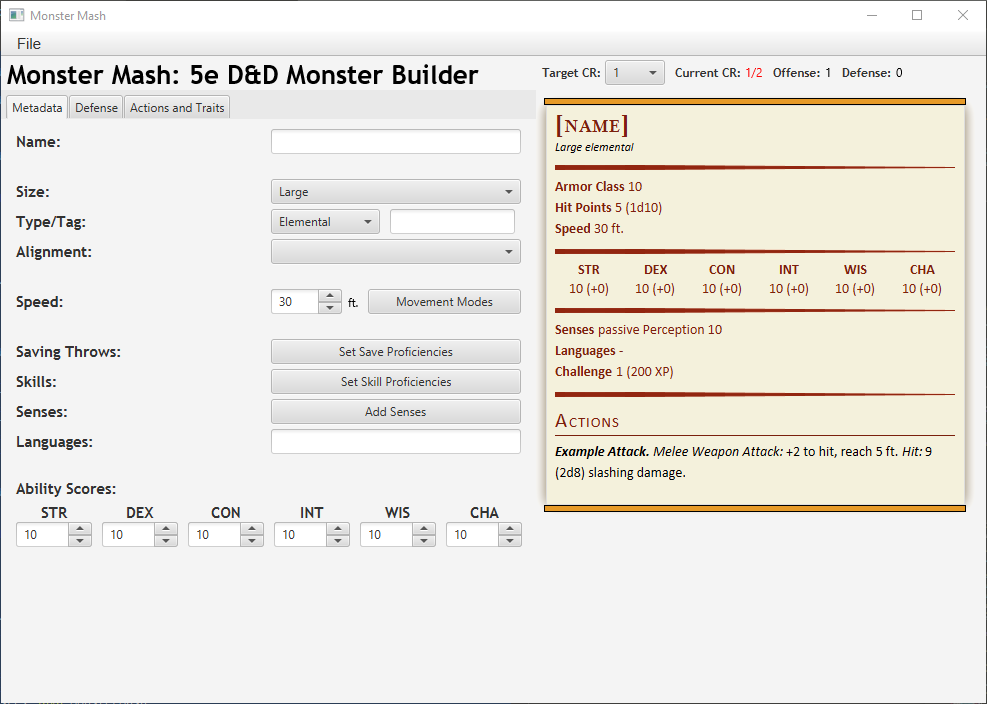 Monster Mash
File
Monster Mash: 5e D&D Monster Builder
Target CR: 1 Current CR: 1/2 Offense: 1 Defense: 0
Metadata Defense Actions and Traits
Name:
Size: Large
Type/Tag: Elemental
Alignment:
Speed: 30 ft. Movement Modes
Saving Throws: Set Save Proficiencies
Skills: Set Skill Proficiencies
Senses: Add Senses
Languages:
Ability Scores:
STR DEX CON INT WIS CHA
10 10 10 10 10 10
[NAME]
Large elemental
Armor Class 10
Hit Points 5 (1d10)
Speed 30 ft.
STR DEX CON INT WIS CHA
10 (+0) 10 (+0) 10 (+0) 10 (+0) 10 (+0) 10 (+0)
Senses passive Perception 10
Languages -
Challenge 1 (200 XP)
Actions
Example Attack. Melee Weapon Attack: +2 to hit, reach 5 ft. Hit: 9
(2d8) slashing damage.